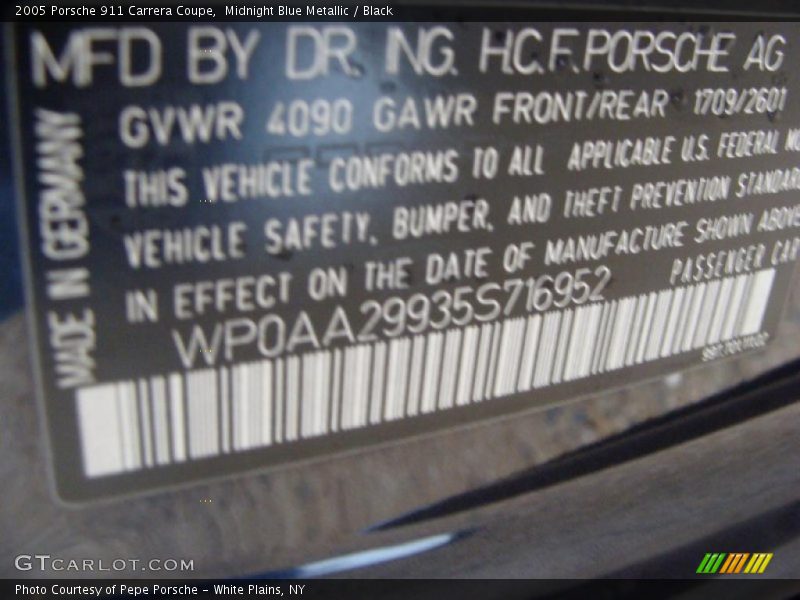 2005 Porsche 911 Carrera Coupe,  Midnight Blue Metallic / Black
MFD BY DR. ING. H.C.F. PORSCHE AG
GVWR 4090 GAWR FRONT/REAR 1709/2601
THIS VEHICLE CONFORMS TO ALL APPLICABLE U.S. FEDERAL
VEHICLE SAFETY, BUMPER, AND THEFT PREVENTION STANDARD
IN EFFECT ON THE DATE OF MANUFACTURE SHOWN ABOVE
WP0AA29935S716952 PASSENGER CAR
MADE IN GERMANY
GTCARLOT.COM
Photo Courtesy of Pepe Porsche – White Plains, NY